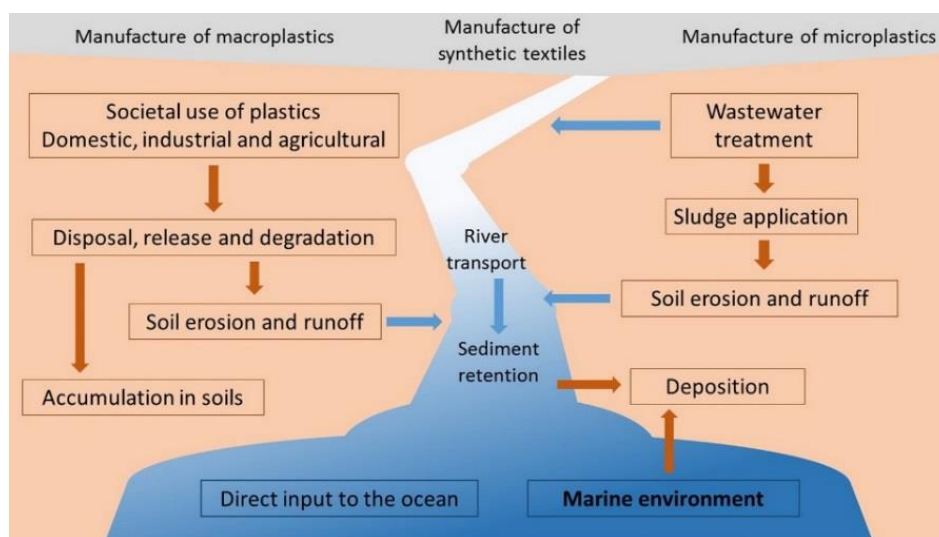 Manufacture of macroplastics
Manufacture of
synthetic textiles
Manufacture of microplastics
Societal use of plastics
Domestic, industrial and agricultural
Wastewater
treatment
Disposal, release and degradation
River
transport
Sludge application
Soil erosion and runoff
Soil erosion and runoff
Sediment
retention
Accumulation in soils
Deposition
Direct input to the ocean
Marine environment